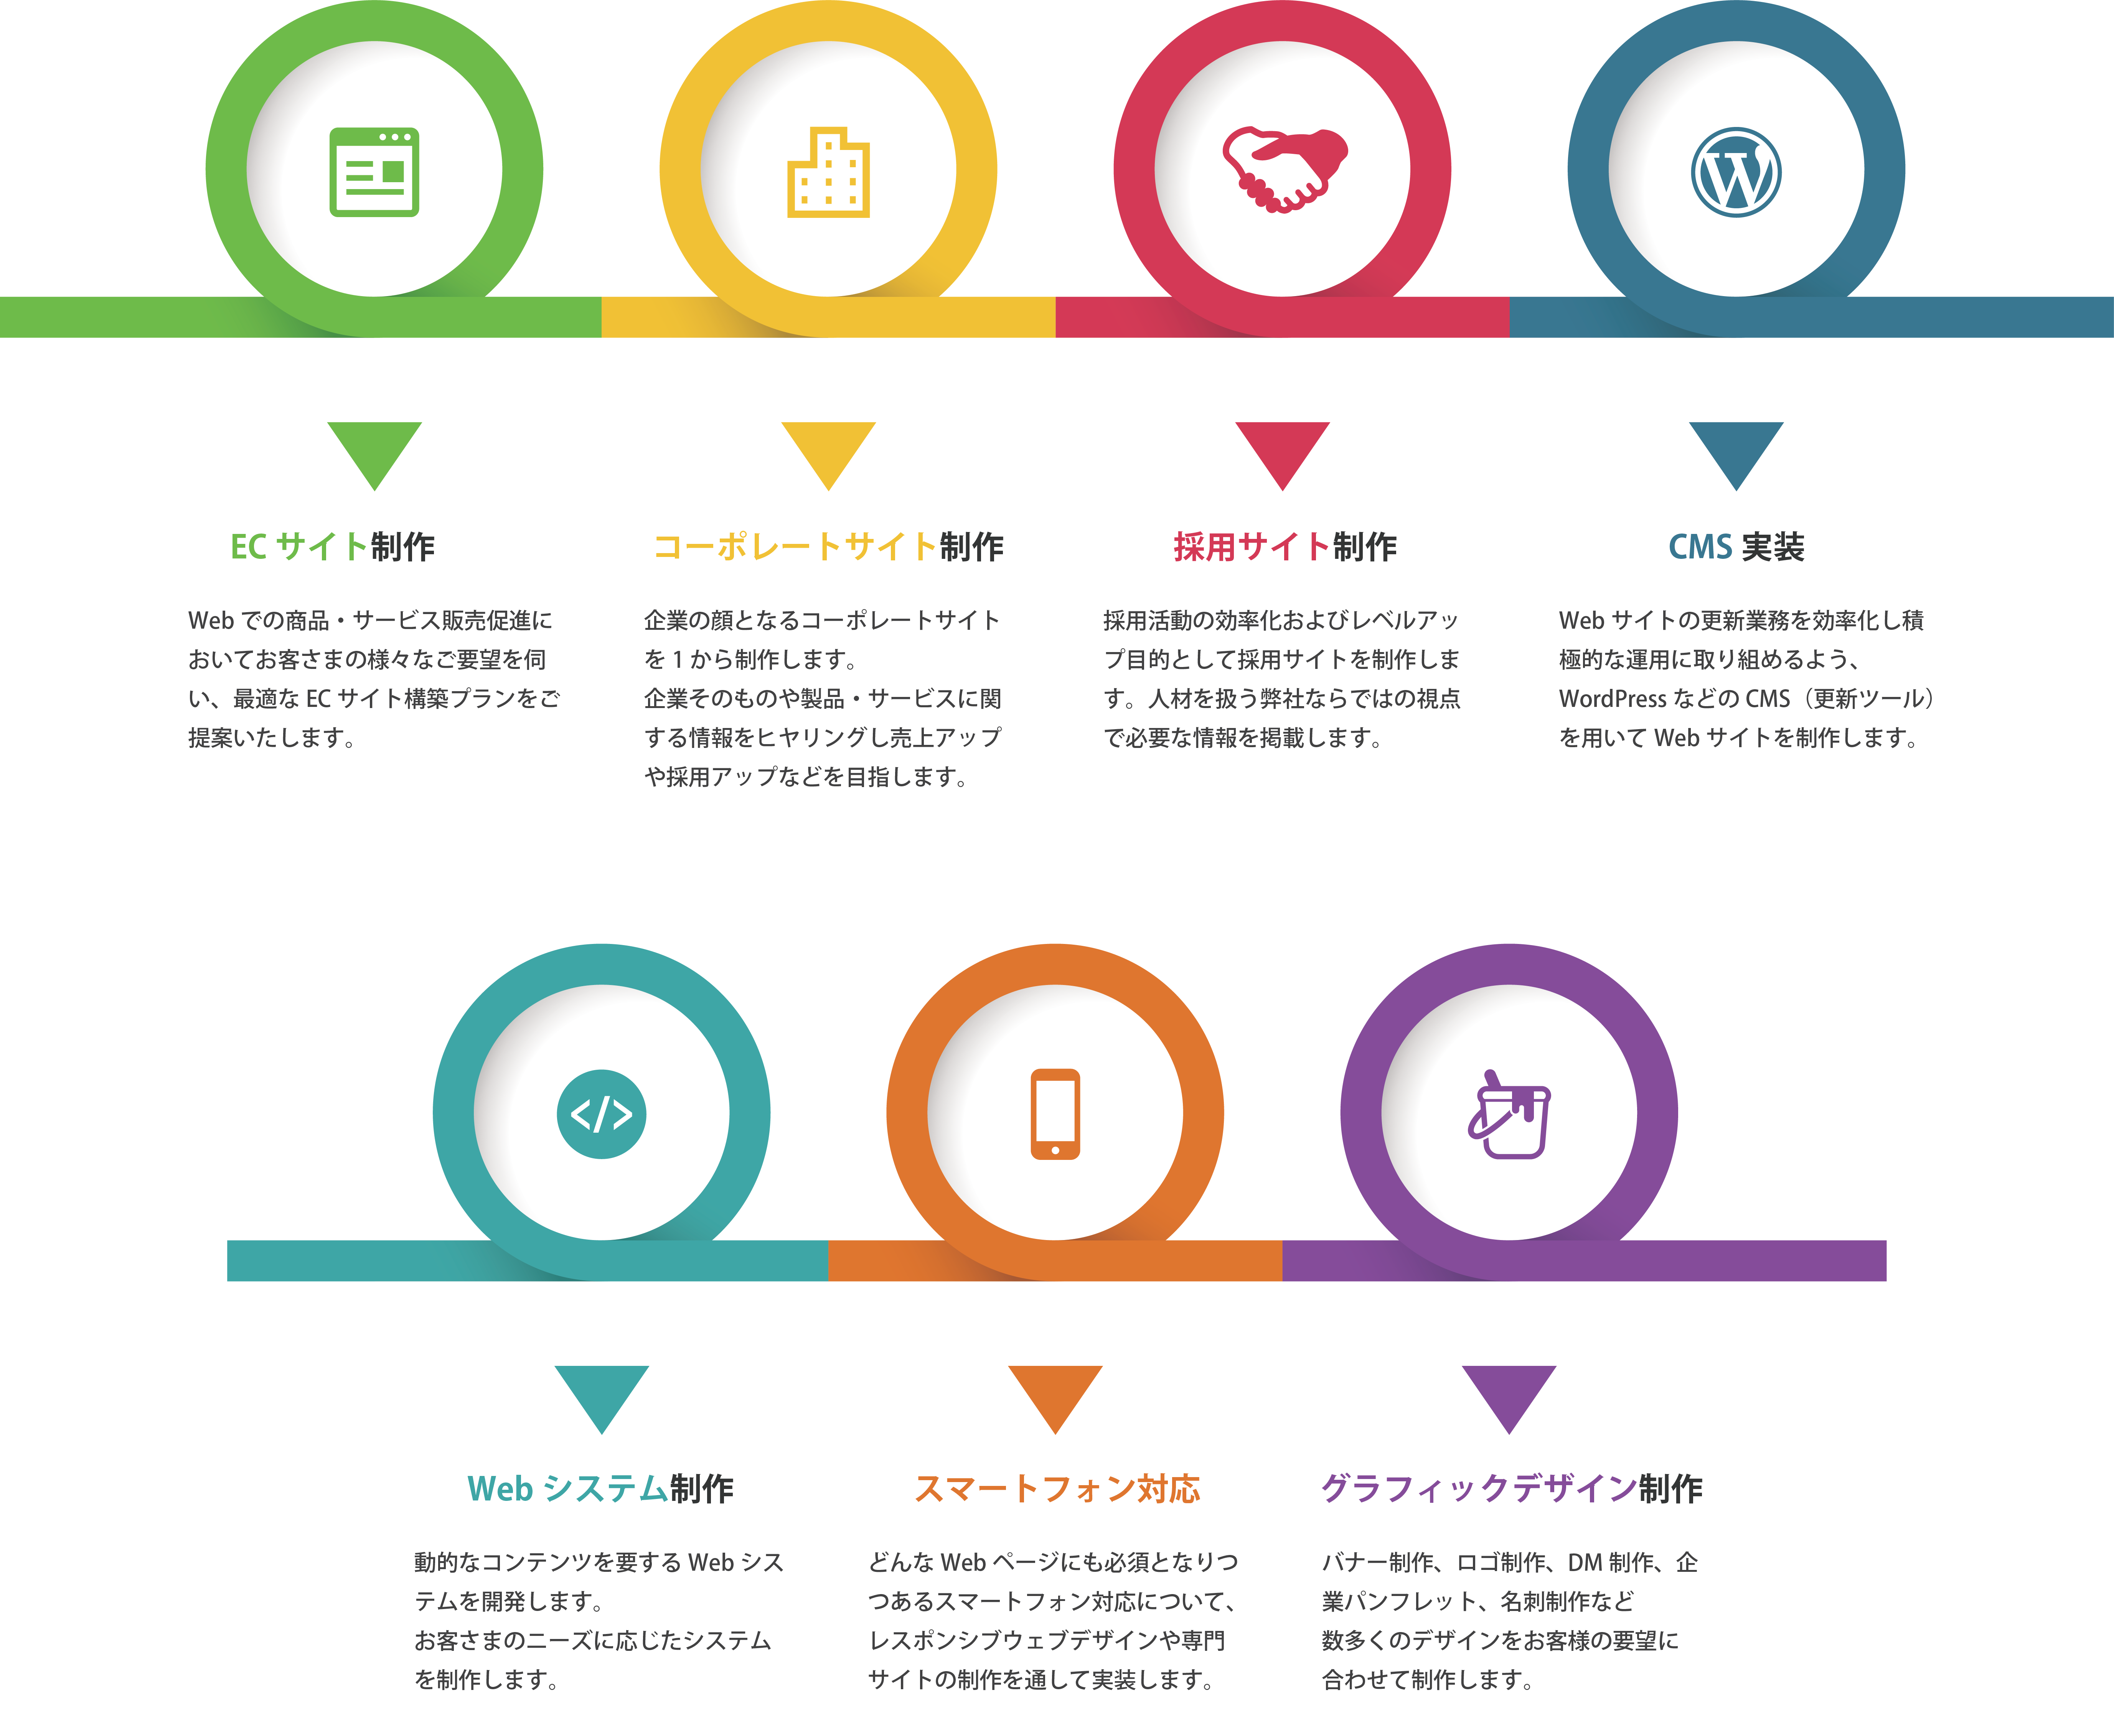 EC サイト制作
Web での商品・サービス販売促進に
おいてお客さまの様々なご要望を伺
い、最適な EC サイト構築プランをご
提案いたします。
コーポレートサイト制作
企業の顔となるコーポレートサイト
を 1 から制作します。
企業そのものや製品・サービスに関
する情報をヒヤリングし売上アップ
や採用アップなどを目指します。
採用サイト制作
採用活動の効率化およびレベルアッ
プ目的として採用サイトを制作しま
す。人材を扱う弊社ならではの視点
で必要な情報を掲載します。
CMS 実装
Web サイトの更新業務を効率化し積
極的な運用に取り組めるよう、
WordPress などの CMS（更新ツール）
を用いて Web サイトを制作します。
Web システム制作
動的なコンテンツを要する Web シス
テムを開発します。
お客さまのニーズに応じたシステム
を制作します。
スマートフォン対応
どんな Web ページにも必須となりつ
つあるスマートフォン対応について、
レスポンシブウェブデザインや専門
サイトの制作を通して実装します。
グラフィックデザイン制作
バナー制作、ロゴ制作、DM 制作、企
業パンフレット、名刺制作など
数多くのデザインをお客様の要望に
合わせて制作します。